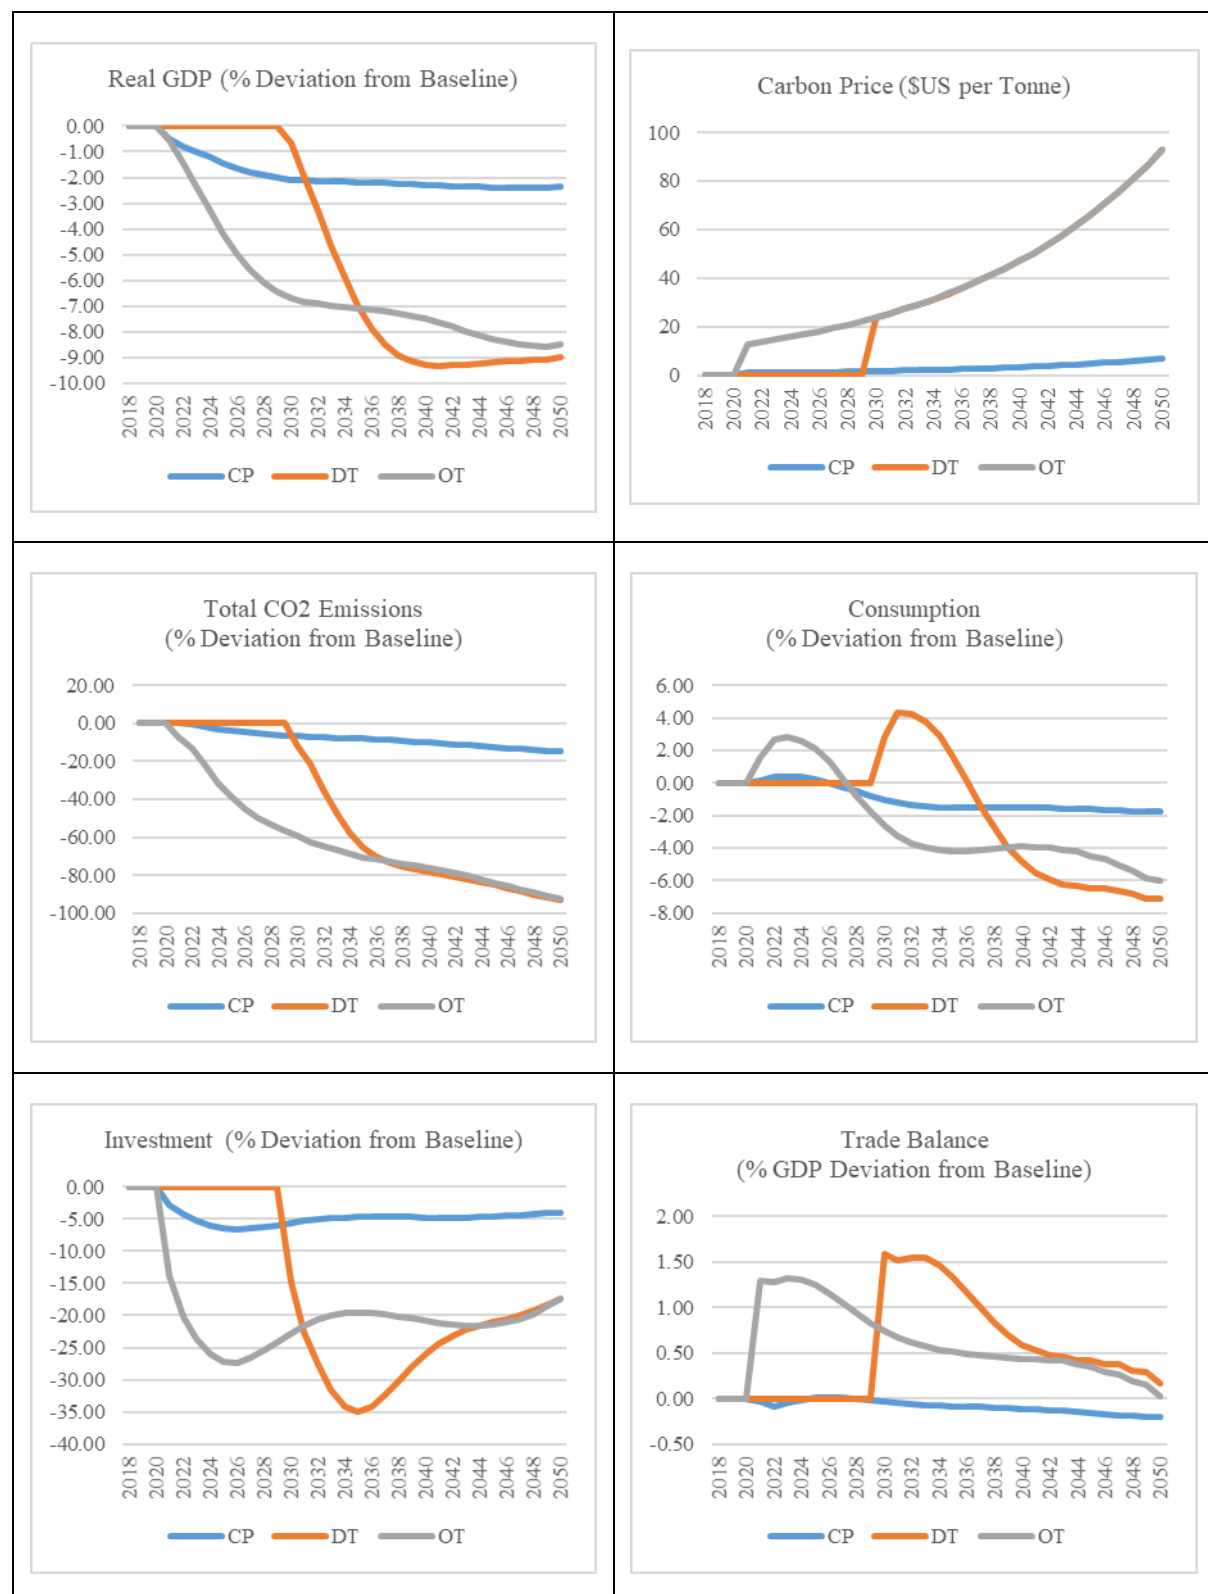 Real GDP (% Deviation from Baseline)
0.00
-1.00
-2.00
-3.00
-4.00
-5.00
-6.00
-7.00
-8.00
-9.00
-10.00
2018 2020 2022 2024 2026 2028 2030 2032 2034 2036 2038 2040 2042 2044 2046 2048 2050
CP DT OT
Carbon Price ($US per Tonne)
100
80
60
40
20
0
2018 2020 2022 2024 2026 2028 2030 2032 2034 2036 2038 2040 2042 2044 2046 2048 2050
CP DT OT
Total CO2 Emissions
(% Deviation from Baseline)
20.00
0.00
-20.00
-40.00
-60.00
-80.00
-100.00
2018 2020 2022 2024 2026 2028 2030 2032 2034 2036 2038 2040 2042 2044 2046 2048 2050
CP DT OT
Consumption
(% Deviation from Baseline)
6.00
4.00
2.00
0.00
-2.00
-4.00
-6.00
-8.00
2018 2020 2022 2024 2026 2028 2030 2032 2034 2036 2038 2040 2042 2044 2046 2048 2050
CP DT OT
Investment (% Deviation from Baseline)
0.00
-5.00
-10.00
-15.00
-20.00
-25.00
-30.00
-35.00
-40.00
2018 2020 2022 2024 2026 2028 2030 2032 2034 2036 2038 2040 2042 2044 2046 2048 2050
CP DT OT
Trade Balance
(% GDP Deviation from Baseline)
2.00
1.50
1.00
0.50
0.00
-0.50
2018 2020 2022 2024 2026 2028 2030 2032 2034 2036 2038 2040 2042 2044 2046 2048 2050
CP DT OT